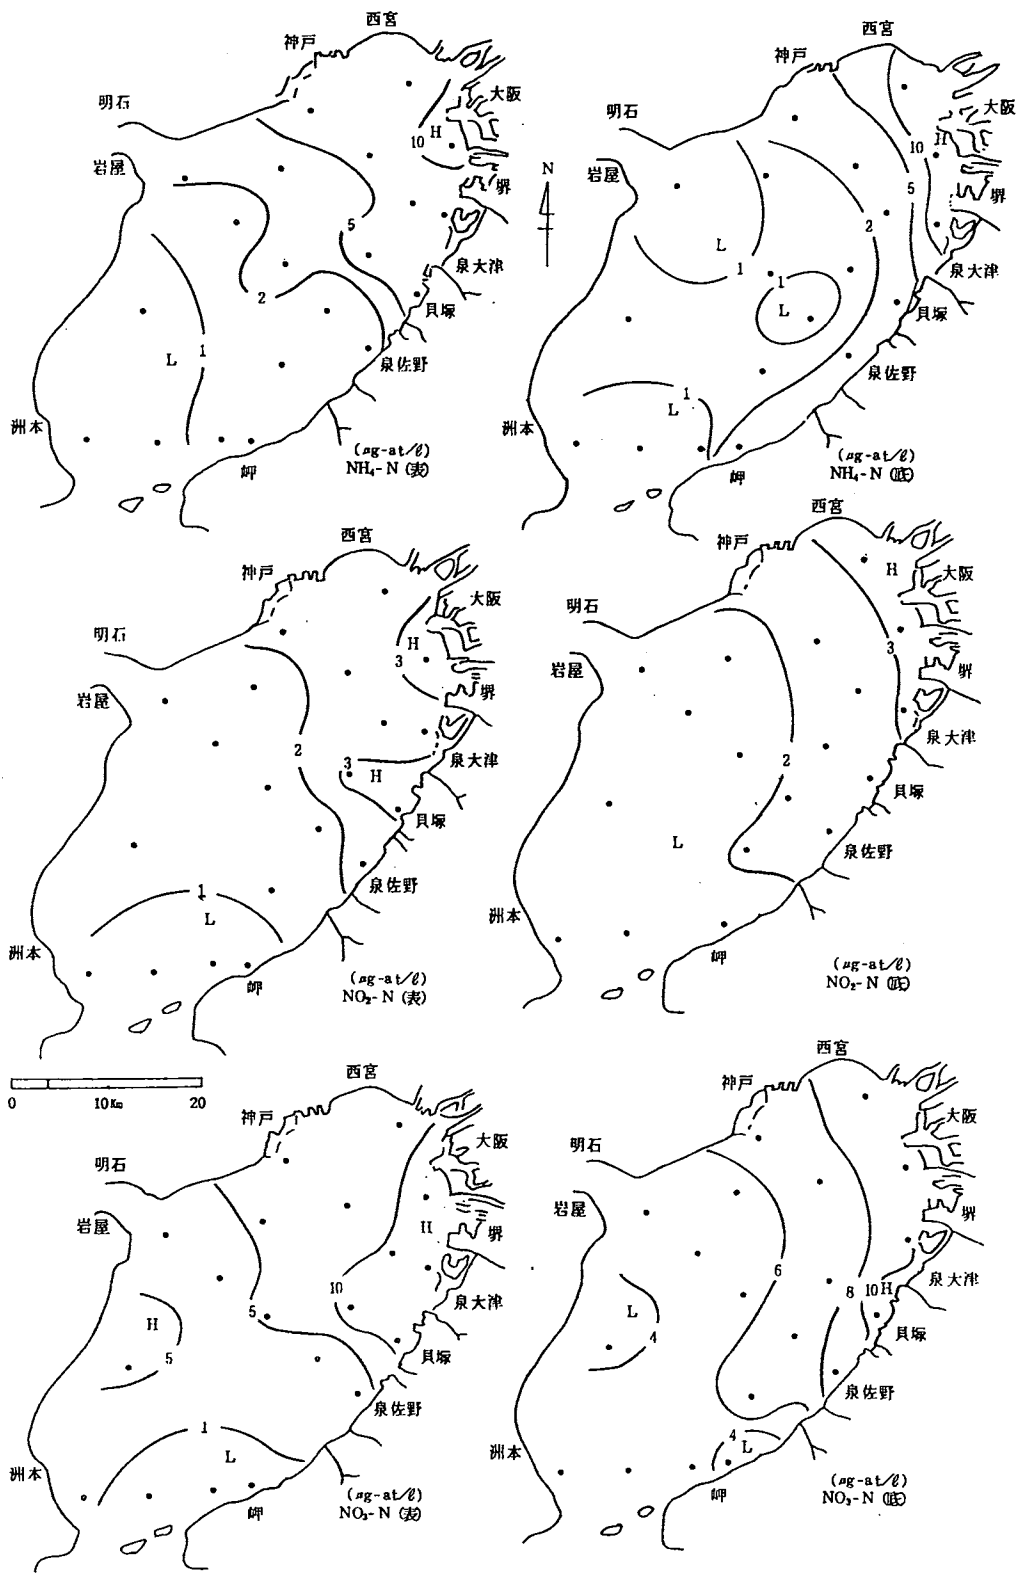 西宮
神戸
明石
大阪
H
10
岩屋
堺
5
泉大津
2
貝塚
L
1
泉佐野
洲本
岬
(μg-at/ℓ)
NH₄-N (表)
N
西宮
神戸
明石
大阪
H
10
岩屋
堺
5
2
L
1
泉大津
1
L
貝塚
泉佐野
1
L
洲本
岬
(μg-at/ℓ)
NH₄-N (底)
西宮
神戸
大阪
明石
H
3
岩屋
堺
2
泉大津
3
H
貝塚
泉佐野
1
L
洲本
岬
(μg-at/ℓ)
NO₂-N (表)
西宮
神戸
H
大阪
明石
3
岩屋
堺
泉大津
2
貝塚
L
泉佐野
洲本
岬
(μg-at/ℓ)
NO₂-N (底)
0 10Km 20
西宮
神戸
大阪
明石
岩屋
H
堺
10
泉大津
5
H
5
貝塚
泉佐野
1
L
洲本
岬
(μg-at/ℓ)
NO₃-N (表)
西宮
神戸
大阪
明石
岩屋
堺
6
泉大津
8
10
H
L
4
貝塚
泉佐野
4
L
洲本
岬
(μg-at/ℓ)
NO₃-N (底)